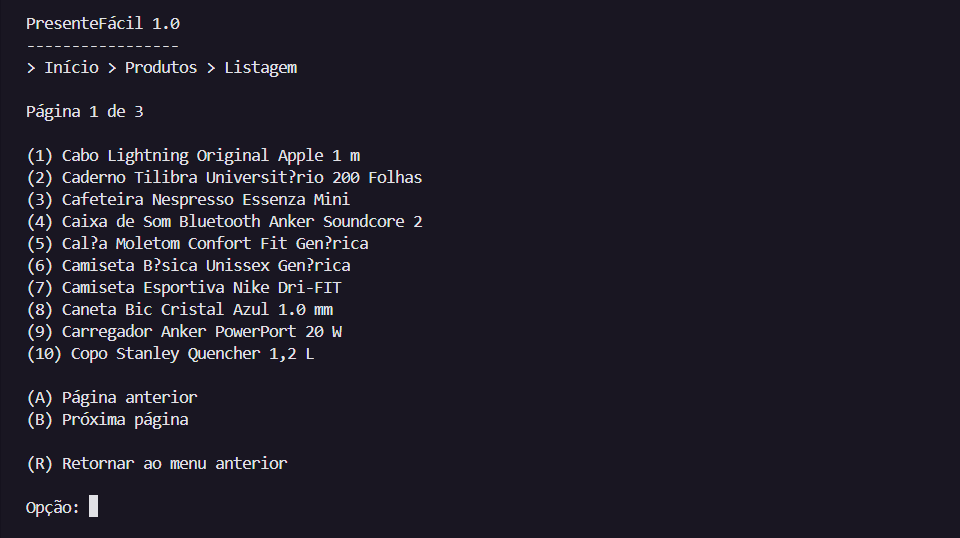 PresenteFácil 1.0
-----------------
> Início > Produtos > Listagem
Página 1 de 3
(1) Cabo Lightning Original Apple 1 m
(2) Caderno Tilibra Universit?rio 200 Folhas
(3) Cafeteira Nespresso Essenza Mini
(4) Caixa de Som Bluetooth Anker Soundcore 2
(5) Cal?a Moletom Confort Fit Gen?rica
(6) Camiseta B?sica Unissex Gen?rica
(7) Camiseta Esportiva Nike Dri-FIT
(8) Caneta Bic Cristal Azul 1.0 mm
(9) Carregador Anker PowerPort 20 W
(10) Copo Stanley Quencher 1,2 L
(A) Página anterior
(B) Próxima página
(R) Retornar ao menu anterior
Opção: